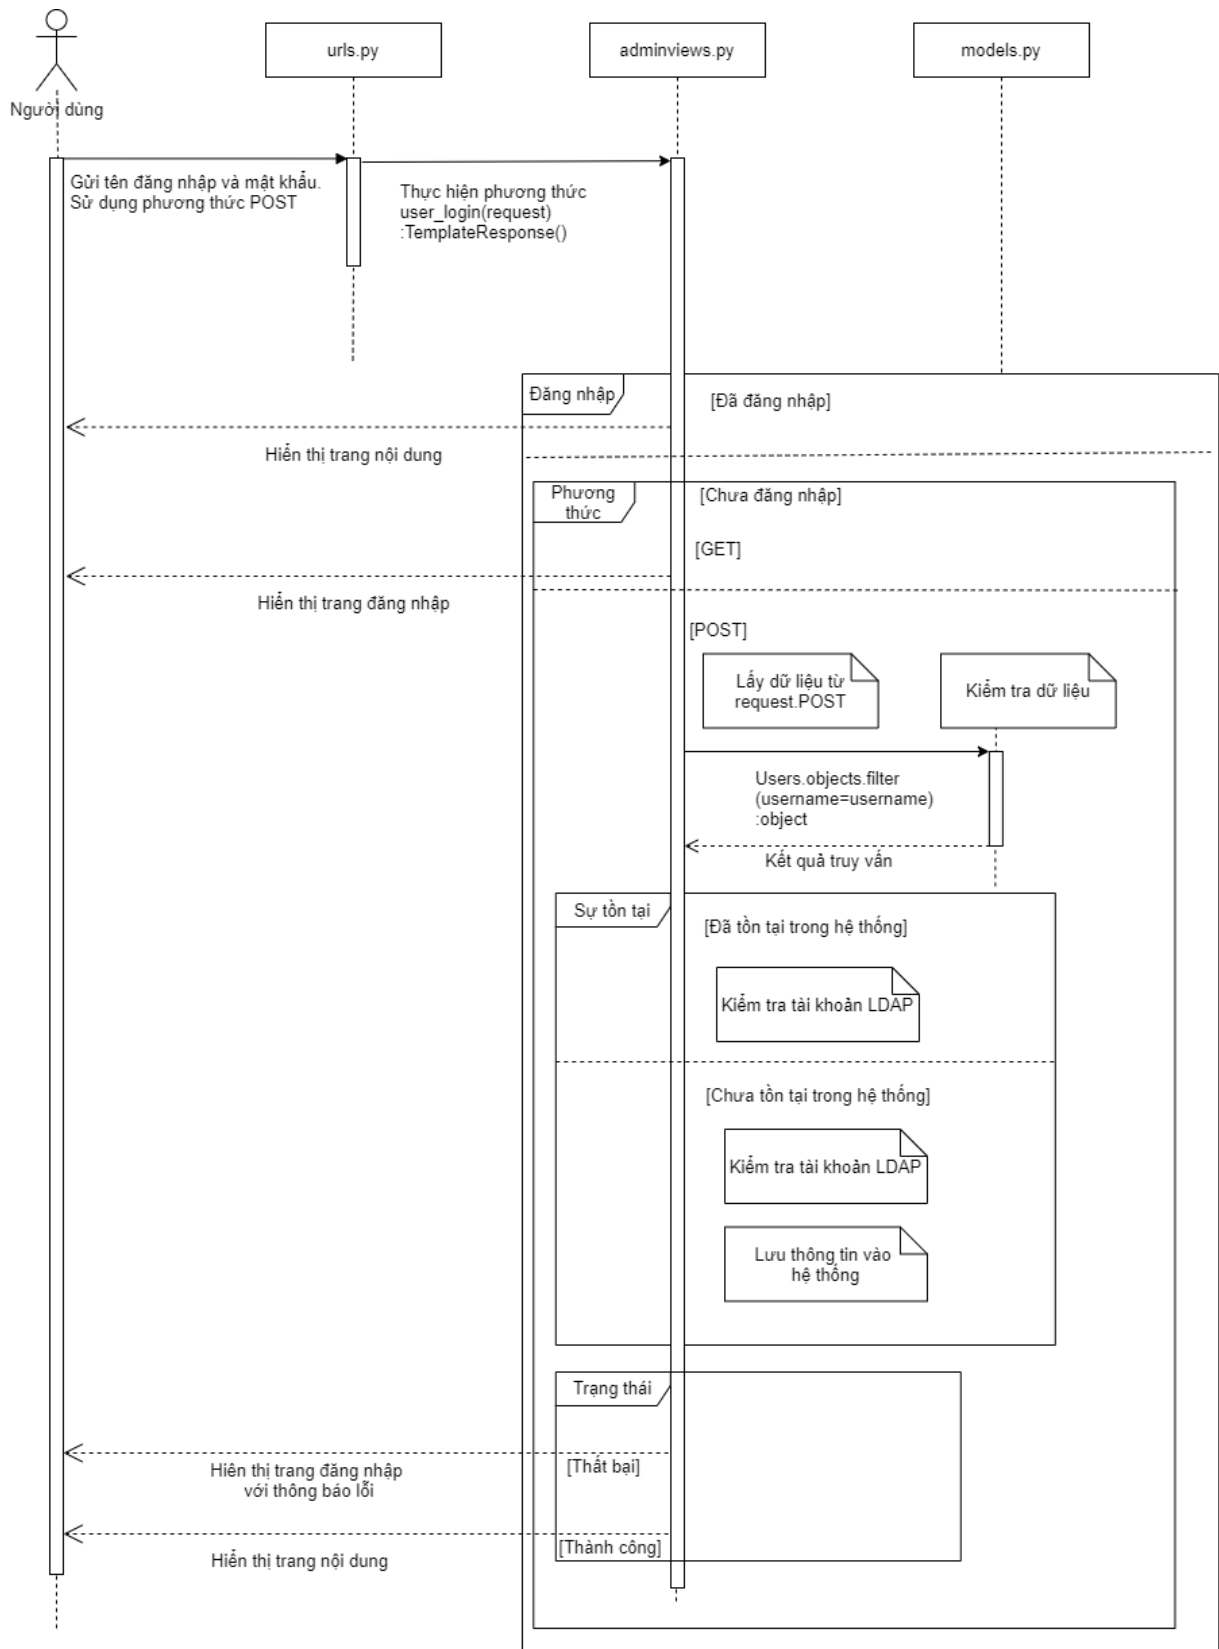 urls.py
adminviews.py
models.py
Người dùng
Gửi tên đăng nhập và mật khẩu.
Sử dụng phương thức POST
Thực hiện phương thức
user_login(request)
:TemplateResponse()
Đăng nhập
[Đã đăng nhập]
Hiển thị trang nội dung
Phương
thức
[Chưa đăng nhập]
[GET]
Hiển thị trang đăng nhập
[POST]
Lấy dữ liệu từ
request.POST
Kiểm tra dữ liệu
Users.objects.filter
(username=username)
:object
Kết quả truy vấn
Sự tồn tại
[Đã tồn tại trong hệ thống]
Kiểm tra tài khoản LDAP
[Chưa tồn tại trong hệ thống]
Kiểm tra tài khoản LDAP
Lưu thông tin vào
hệ thống
Trạng thái
[Thất bại]
Hiên thị trang đăng nhập
với thông báo lỗi
[Thành công]
Hiển thị trang nội dung